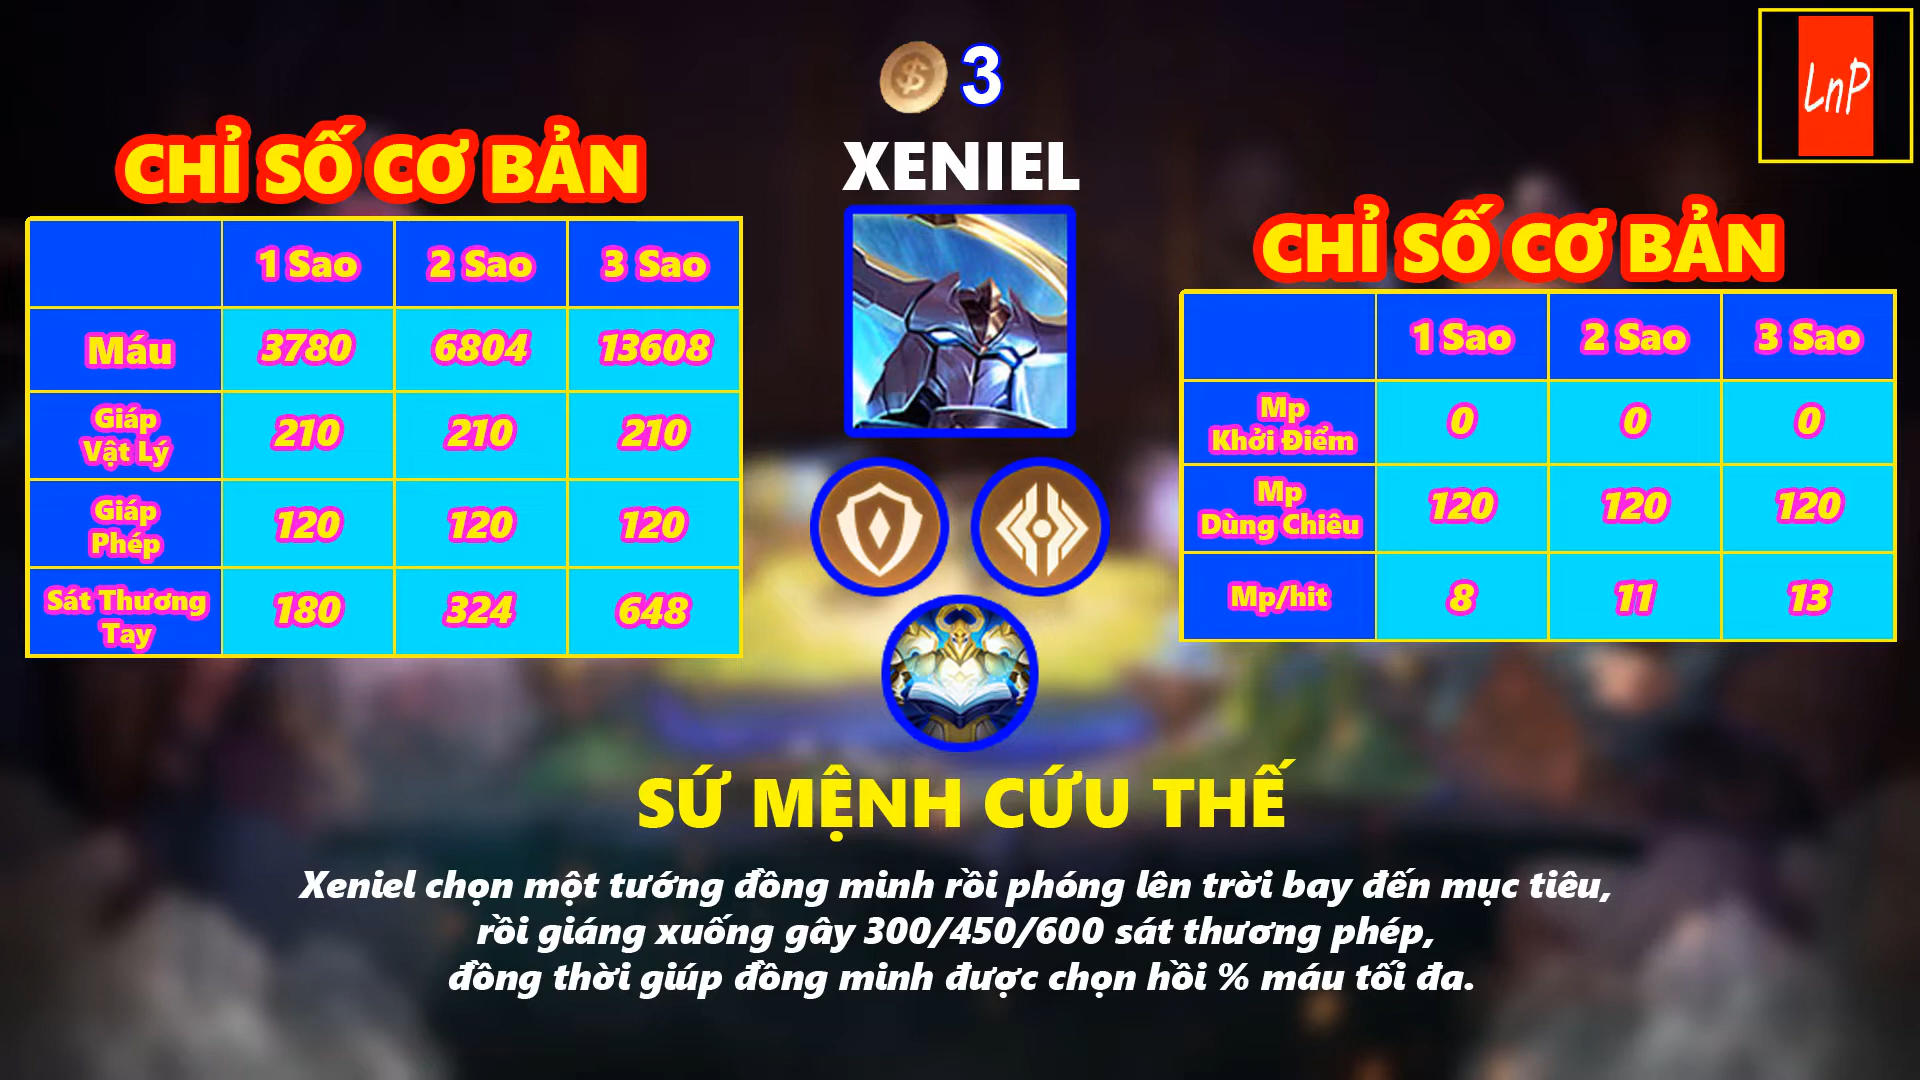 3
LnP
XENIEL
CHỈ SỐ CƠ BẢN
1 Sao 2 Sao 3 Sao
Máu 3780 6804 13608
Giáp
Vật Lý 210 210 210
Giáp
Phép 120 120 120
Sát Thương
Tay 180 324 648
CHỈ SỐ CƠ BẢN
1 Sao 2 Sao 3 Sao
Mp
Khởi Điểm 0 0 0
Mp
Dùng Chiêu 120 120 120
Mp/hit 8 11 13
SỨ MỆNH CỨU THẾ
Xeniel chọn một tướng đồng minh rồi phóng lên trời bay đến mục tiêu,
rồi giáng xuống gây 300/450/600 sát thương phép,
đồng thời giúp đồng minh được chọn hồi % máu tối đa.